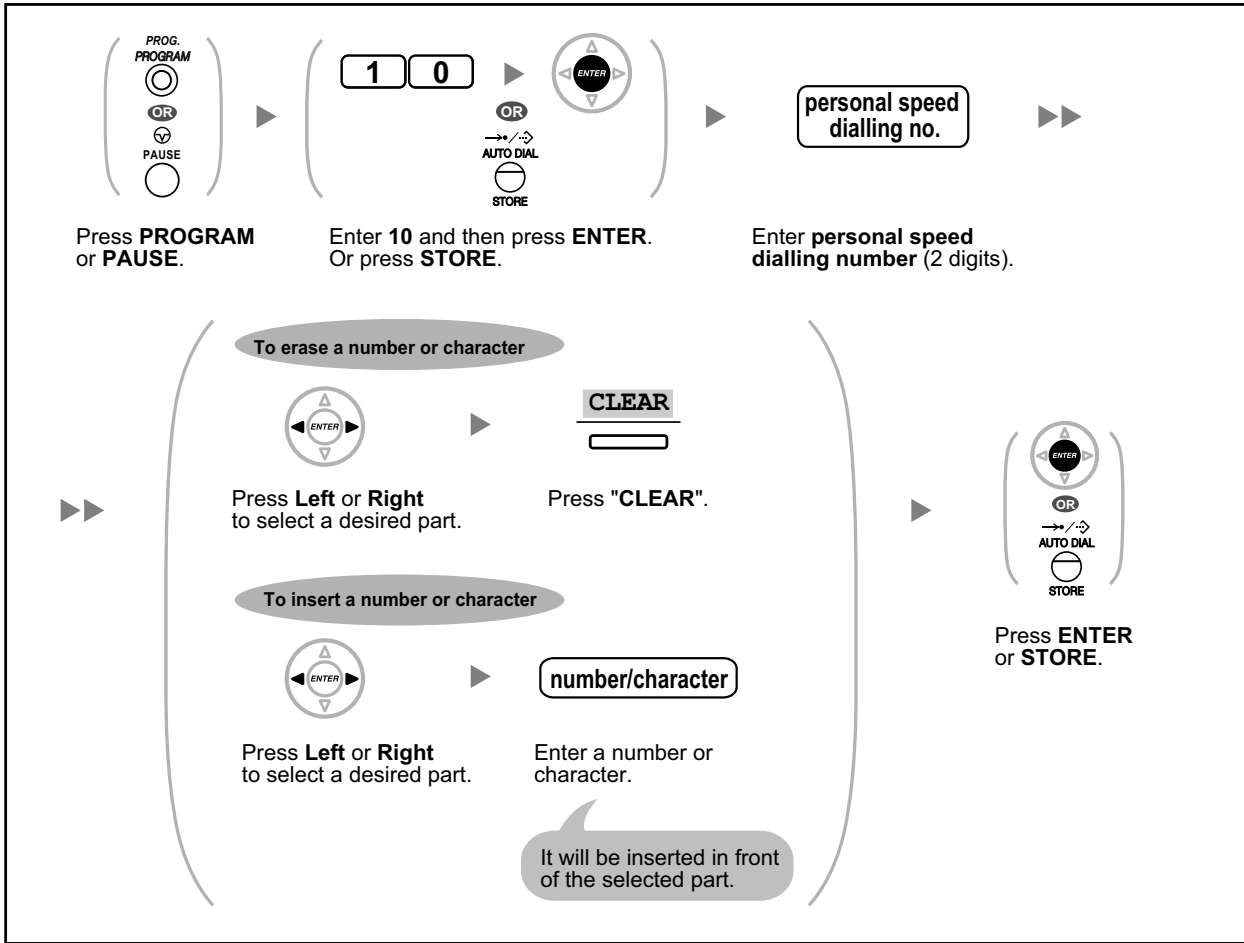 PROG.
PROGRAM
OR
PAUSE
1 0
ENTER
OR
AUTO DIAL
STORE
personal speed
dialling no.
Press PROGRAM
or PAUSE.
Enter 10 and then press ENTER.
Or press STORE.
Enter personal speed
dialling number (2 digits).
To erase a number or character
ENTER
CLEAR
Press Left or Right
to select a desired part.
Press "CLEAR".
To insert a number or character
ENTER
number/character
Press Left or Right
to select a desired part.
Enter a number or
character.
It will be inserted in front
of the selected part.
ENTER
OR
AUTO DIAL
STORE
Press ENTER
or STORE.